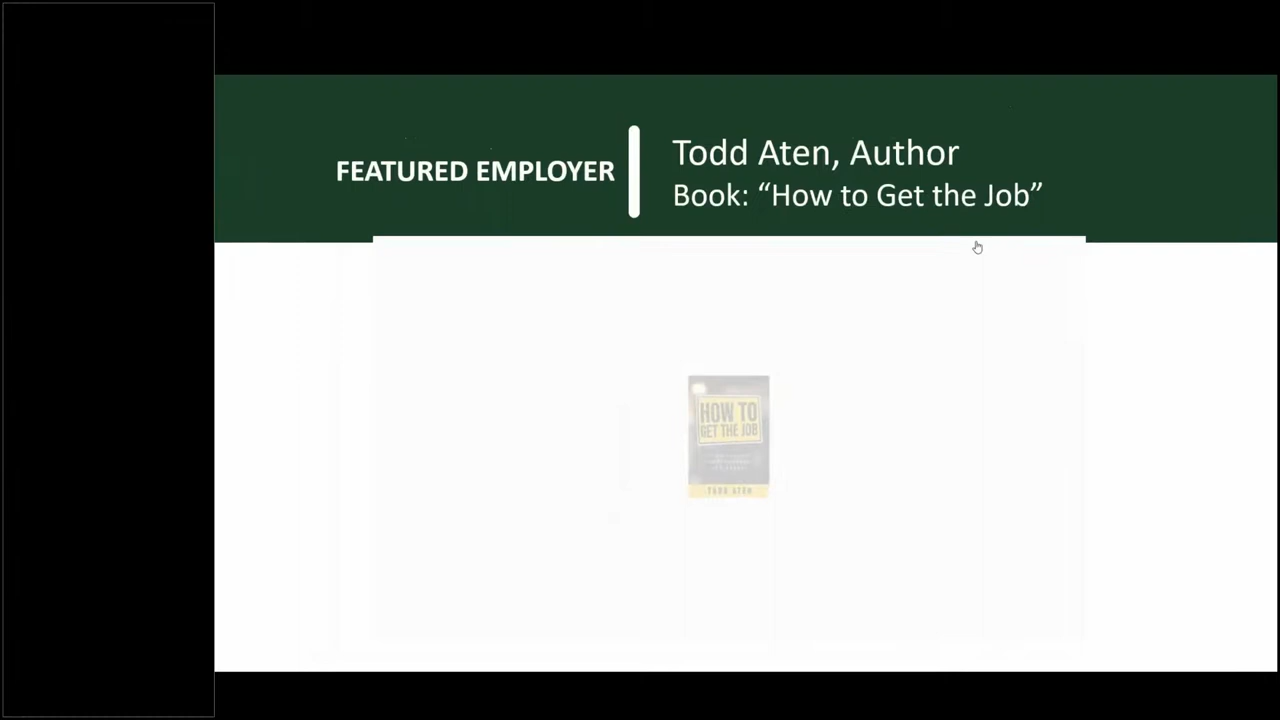 FEATURED EMPLOYER
Todd Aten, Author
Book: “How to Get the Job”
HOW TO
GET THE JOB
TODD ATEN